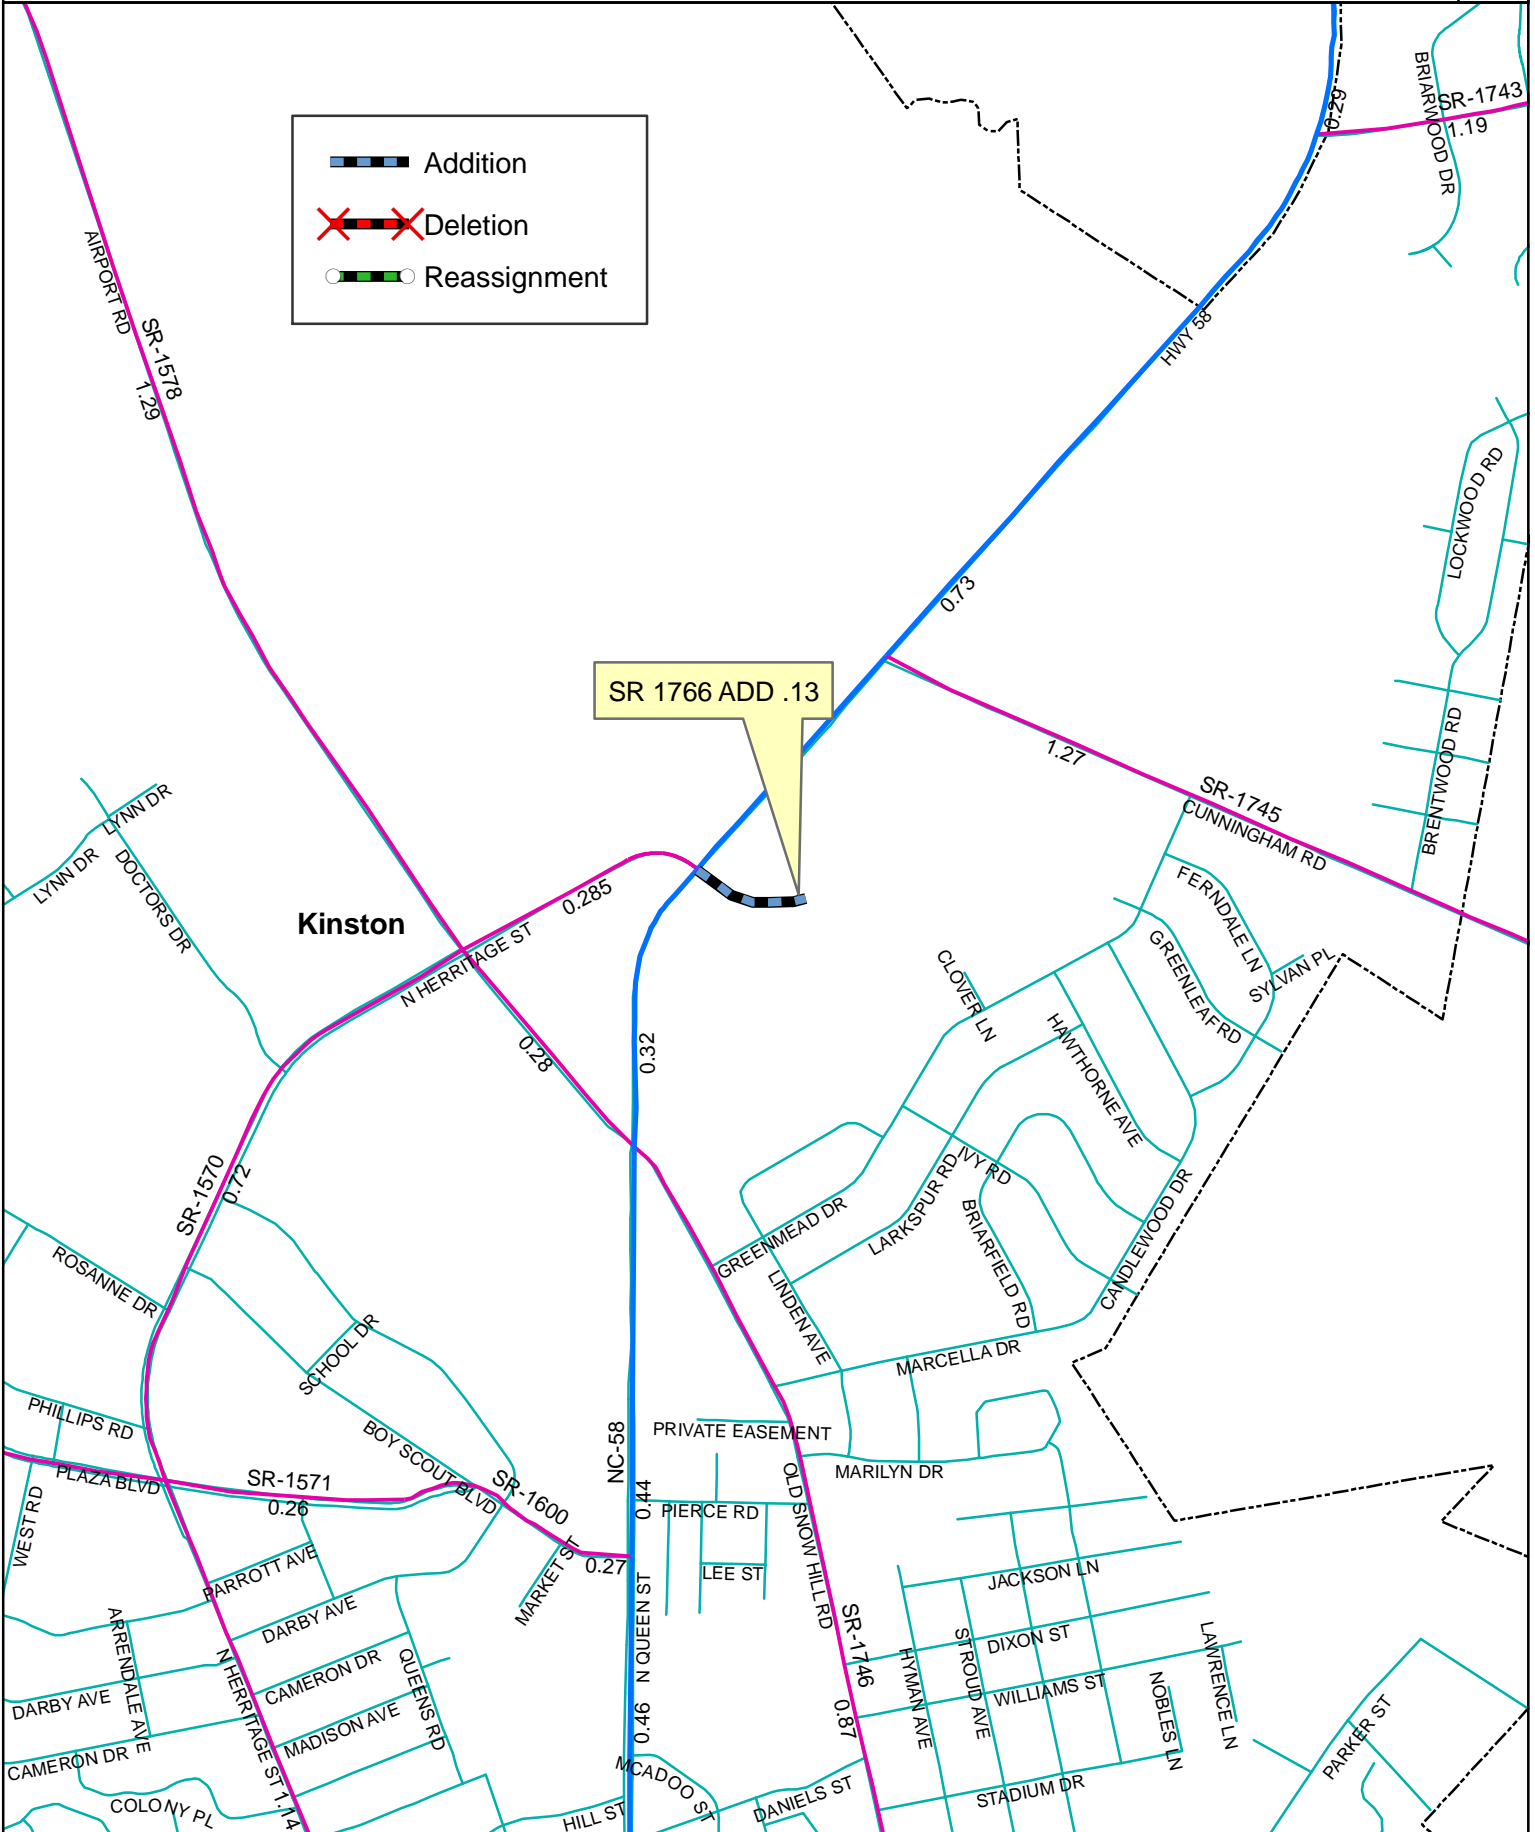 BRIARWOOD DR
SR-1743
1.19
0.29
Addition
Deletion
Reassignment
AIRPORT RD
SR-1578
1.29
HWY 58
0.73
LOCKWOOD RD
SR 1766 ADD .13
1.27
SR-1745
CUNNINGHAM RD
BRENTWOOD RD
LYNN DR
LYNN DR
DOCTORS DR
Kinston
0.285
N HERRITAGE ST
FERNDALE LN
GREENLEAF RD
SYLVAN PL
CLOVER LN
HAWTHORNE AVE
0.28
0.32
SR-1570
0.72
IVY RD
LARKSPUR RD
GREENMEAD DR
BRIARFIELD RD
CANDLEWOOD DR
ROSANNE DR
LINDEN AVE
SCHOOL DR
MARCELLA DR
PHILLIPS RD
BOY SCOUT BLVD
NC-58
PRIVATE EASEMENT
MARILYN DR
PLAZA BLVD
SR-1571
0.26
SR-1600
0.44
PIERCE RD
OLD SNOW HILL RD
WEST RD
MARKET ST
0.27
LEE ST
JACKSON LN
PARROTT AVE
DARBY AVE
N QUEEN ST
SR-1746
DIXON ST
ARRENDALE AVE
N HERRITAGE ST
CAMERON DR
QUEENS RD
HYMAN AVE
STROUD AVE
LAWRENCE LN
DARBY AVE
MADISON AVE
0.46
0.87
WILLIAMS ST
NOBLES LN
PARKER ST
CAMERON DR
1.14
COLONY PL
MCADOO ST
HILL ST
DANIELS ST
STADIUM DR